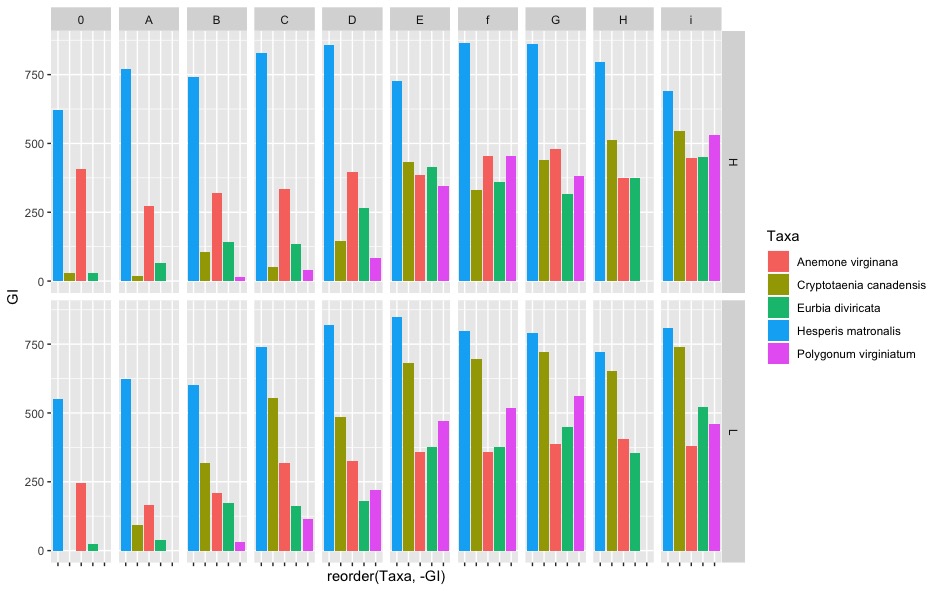 0 A B C D E f G H i
750
500
250
0
H
GI
750
500
250
0
L
reorder(Taxa, -GI)
Taxa
Anemone virginana
Cryptotaenia canadensis
Eurbia diviricata
Hesperis matronalis
Polygonum virginiatum